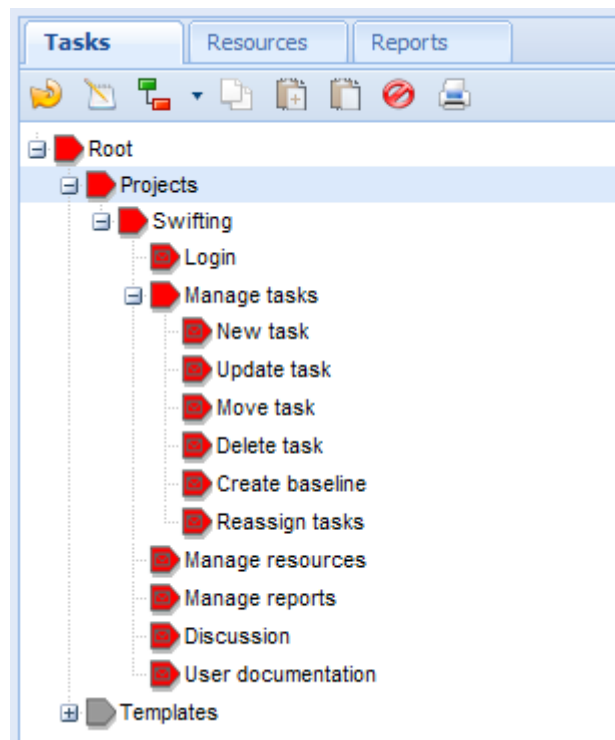 Tasks Resources Reports
Root
Projects
Swifting
Login
Manage tasks
New task
Update task
Move task
Delete task
Create baseline
Reassign tasks
Manage resources
Manage reports
Discussion
User documentation
Templates